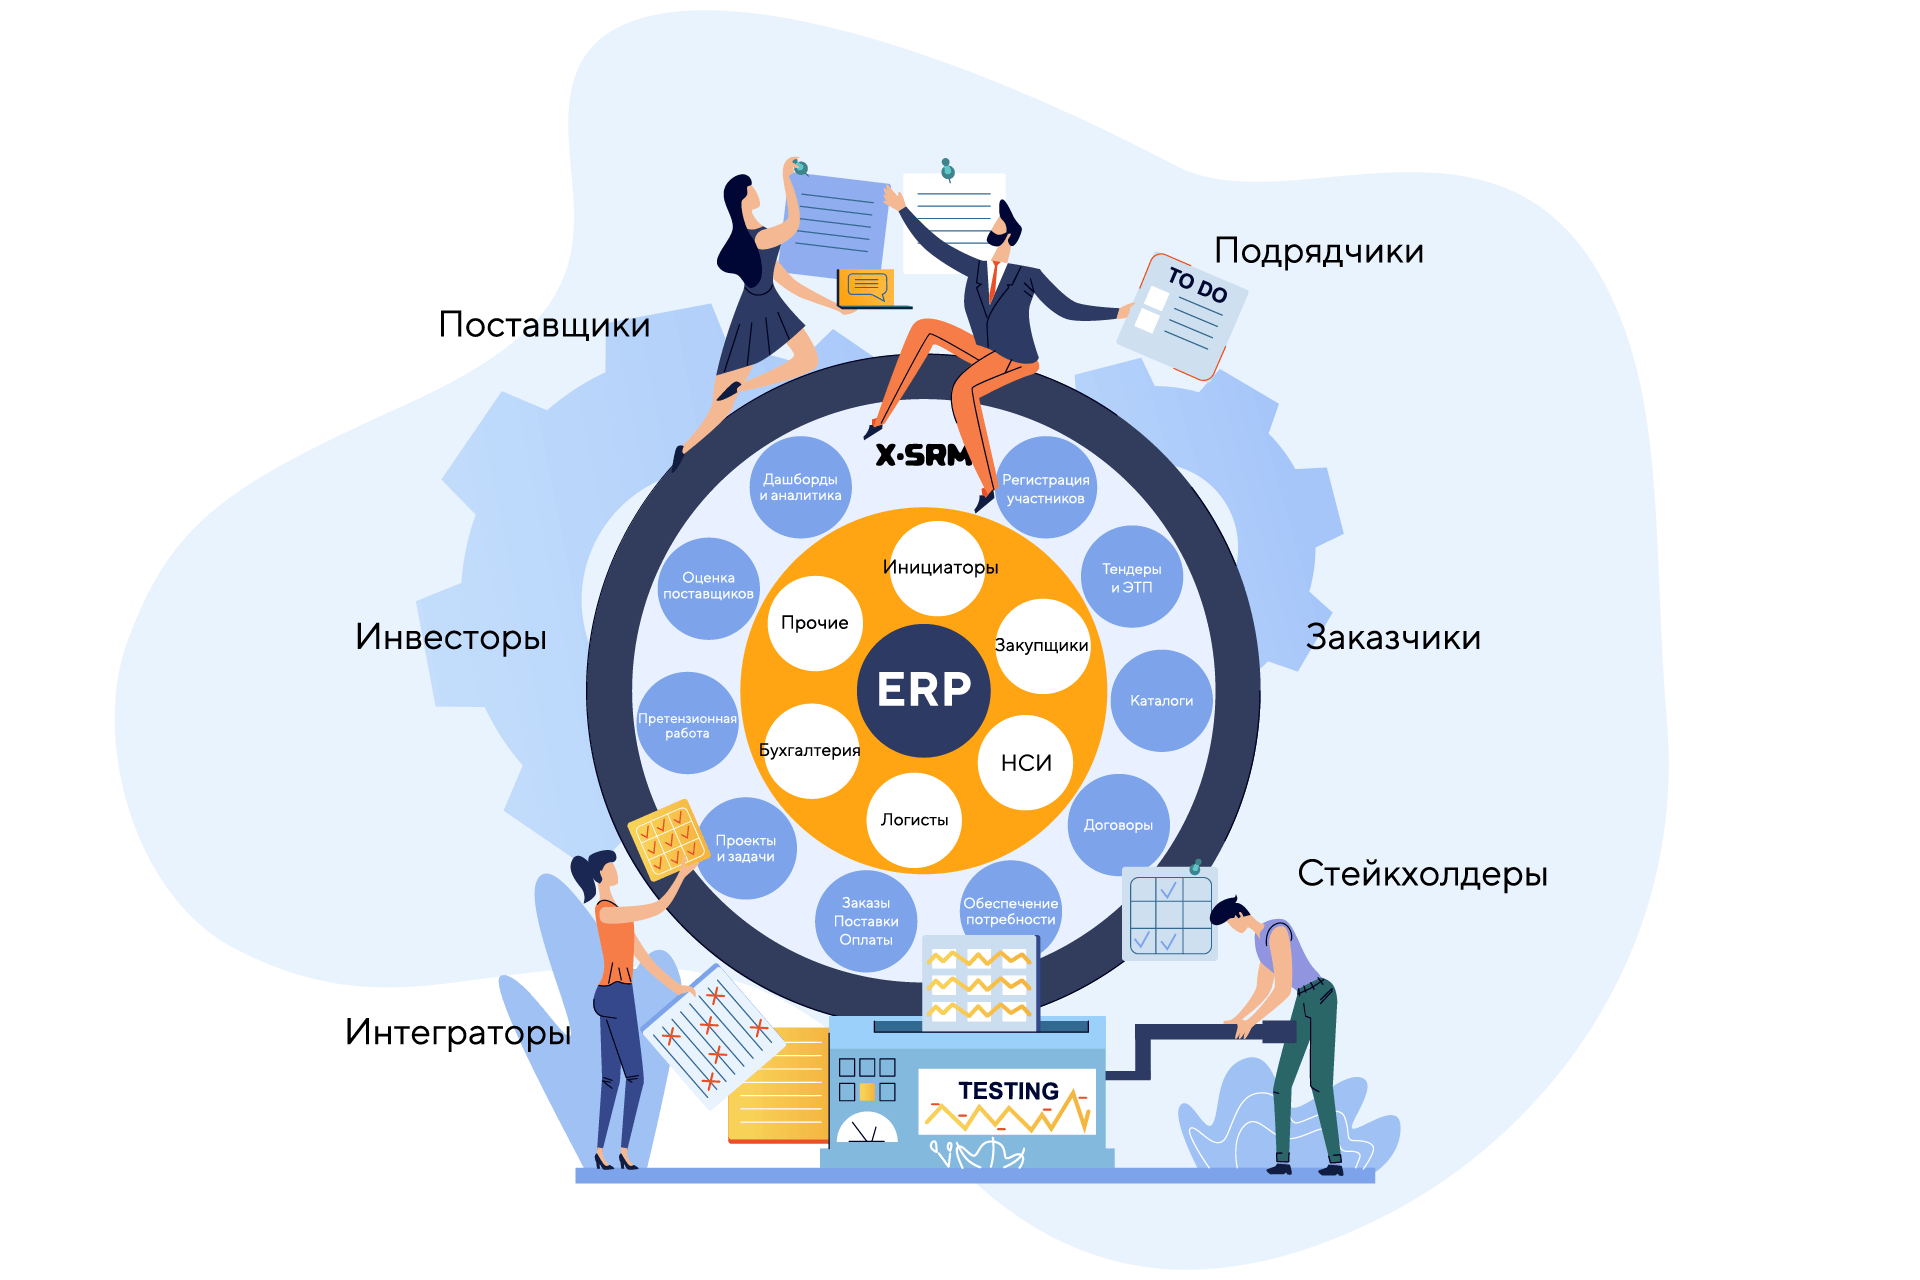 TO DO
Подрядчики
Поставщики
X·SRM
Дашборды
и аналитика
Регистрация
участников
Инициаторы
Тендеры
и ЭТП
Оценка
поставщиков
Прочие
Закупщики
Инвесторы
Заказчики
ERP
Каталоги
Претензионная
работа
Бухгалтерия
НСИ
Логисты
Договоры
Проекты
и задачи
Стейкхолдеры
Заказы
Поставки
Оплаты
Обеспечение
потребности
Интеграторы
TESTING